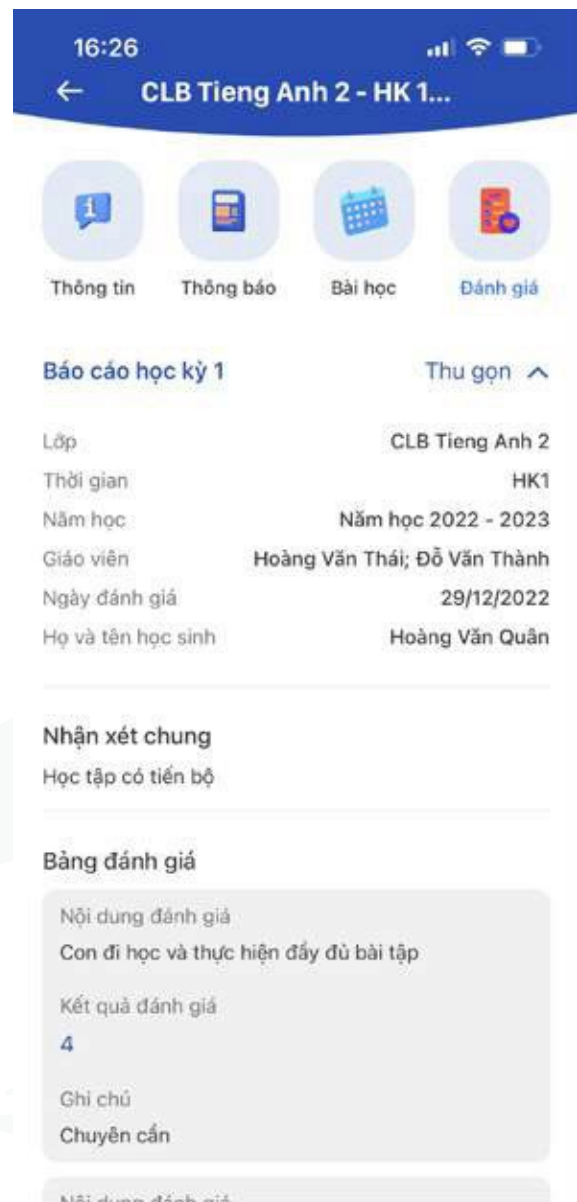 16:26
CLB Tieng Anh 2 - HK 1...
Thông tin Thông báo Bài học Đánh giá
Báo cáo học kỳ 1 Thu gọn
Lớp CLB Tieng Anh 2
Thời gian HK1
Năm học Năm học 2022 - 2023
Giáo viên Hoàng Văn Thái; Đỗ Văn Thành
Ngày đánh giá 29/12/2022
Họ và tên học sinh Hoàng Văn Quân
Nhận xét chung
Học tập có tiến bộ
Bảng đánh giá
Nội dung đánh giá
Con đi học và thực hiện đầy đủ bài tập
Kết quả đánh giá
4
Ghi chú
Chuyên cần
Nội dung đánh giá